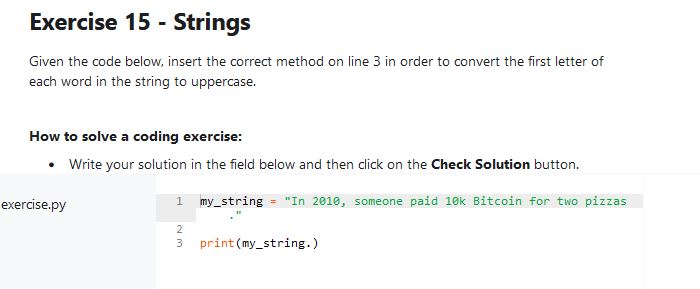 Exercise 15 - Strings
Given the code below, insert the correct method on line 3 in order to convert the first letter of
each word in the string to uppercase.
How to solve a coding exercise:
• Write your solution in the field below and then click on the Check Solution button.
exercise.py
1 my_string = "In 2010, someone paid 10k Bitcoin for two pizzas
."
2
3 print(my_string.)